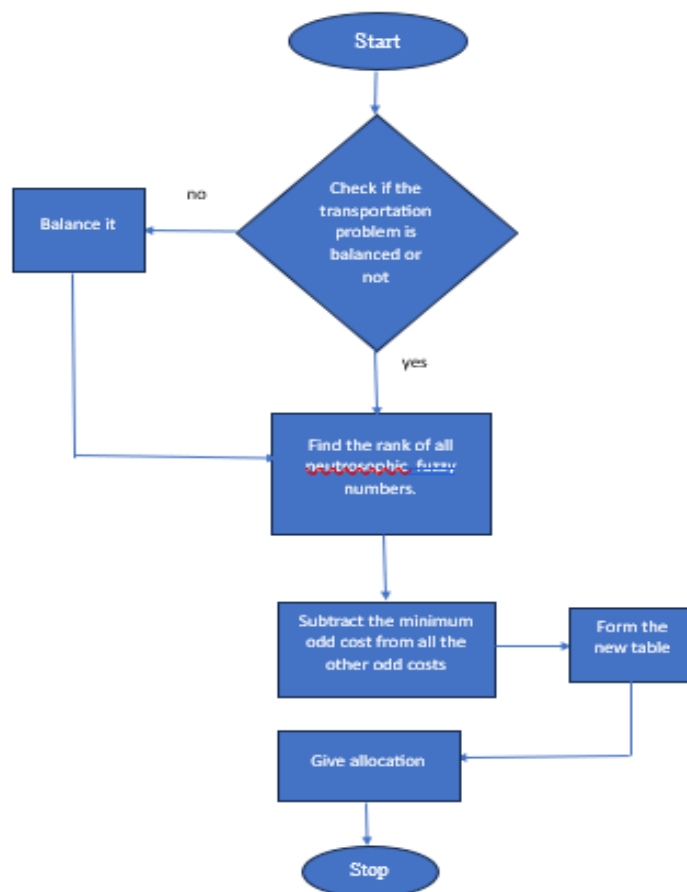 Start
Check if the
transportation
problem is
balanced or
not
no
Balance it
yes
Find the rank of all
neutrosophic fuzzy
numbers.
Subtract the minimum
odd cost from all the
other odd costs
Form the
new table
Give allocation
Stop